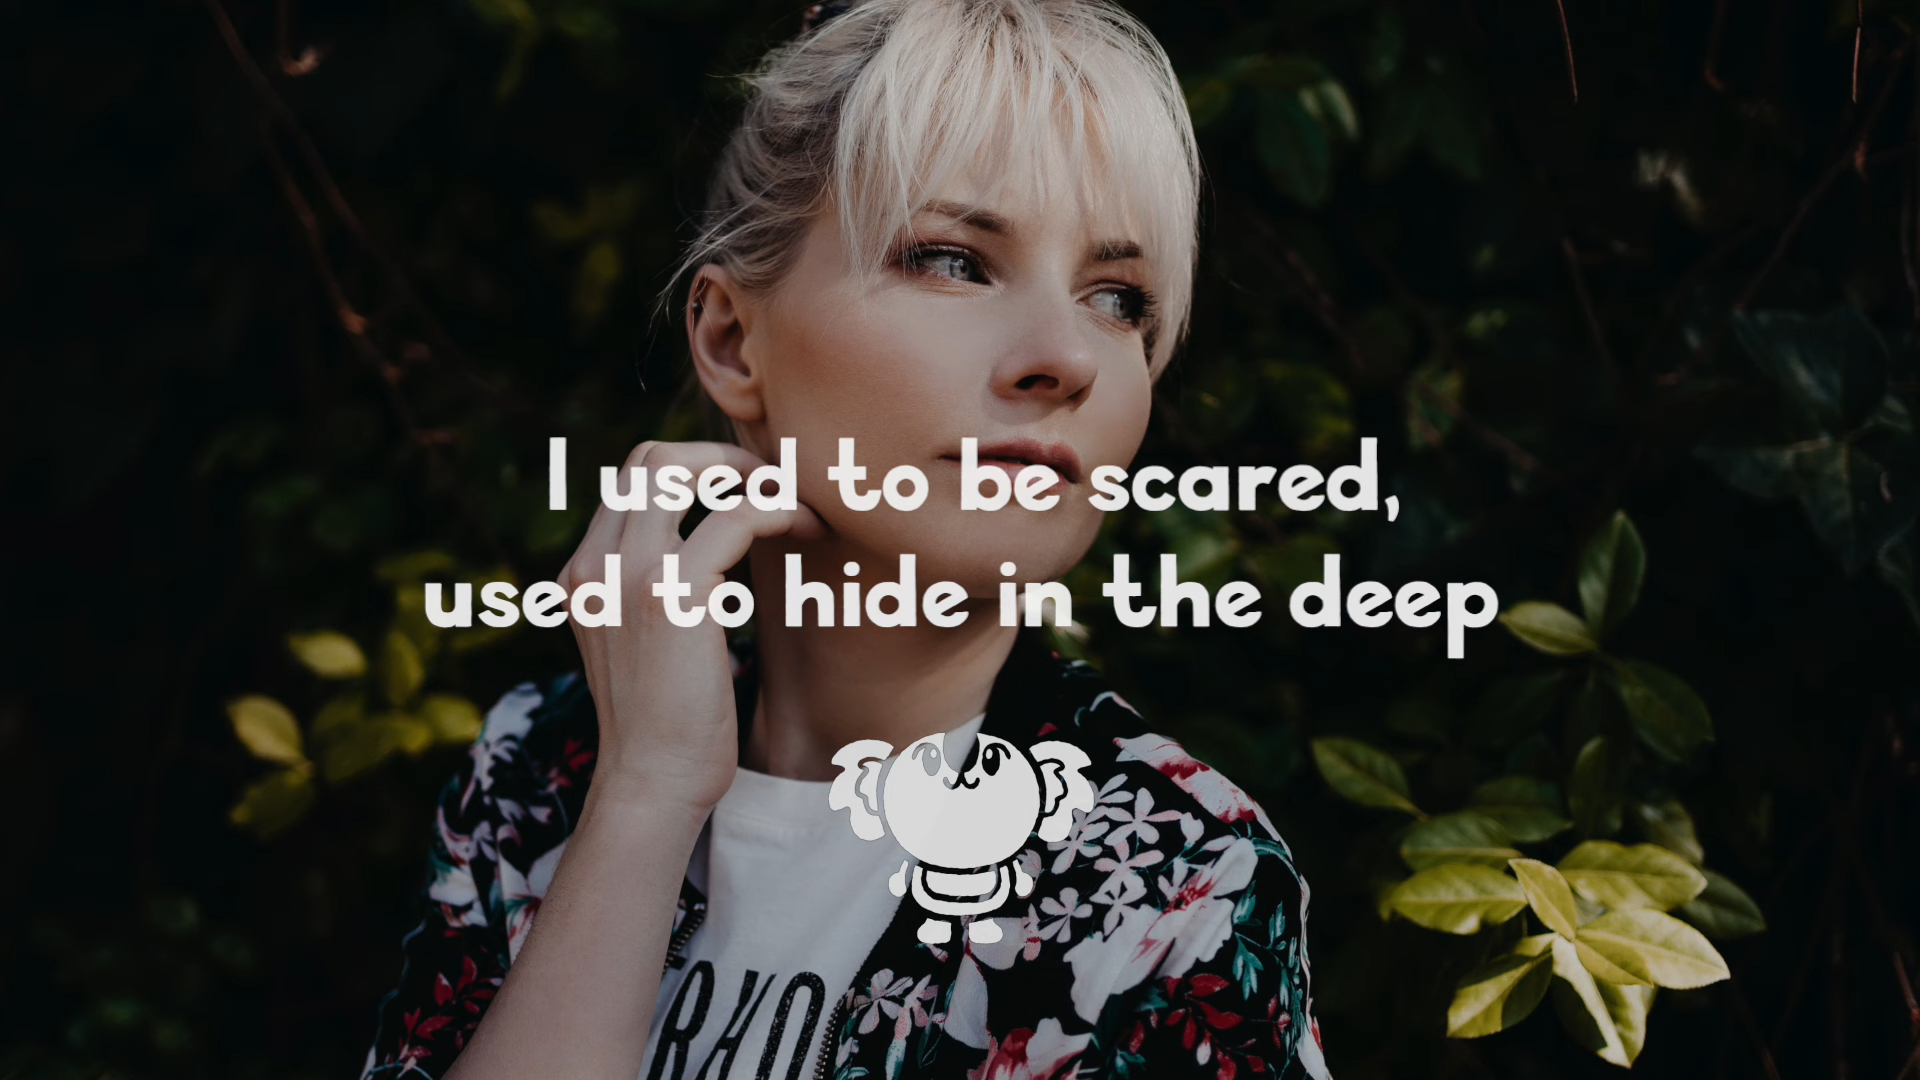 I used to be scared,
used to hide in the deep